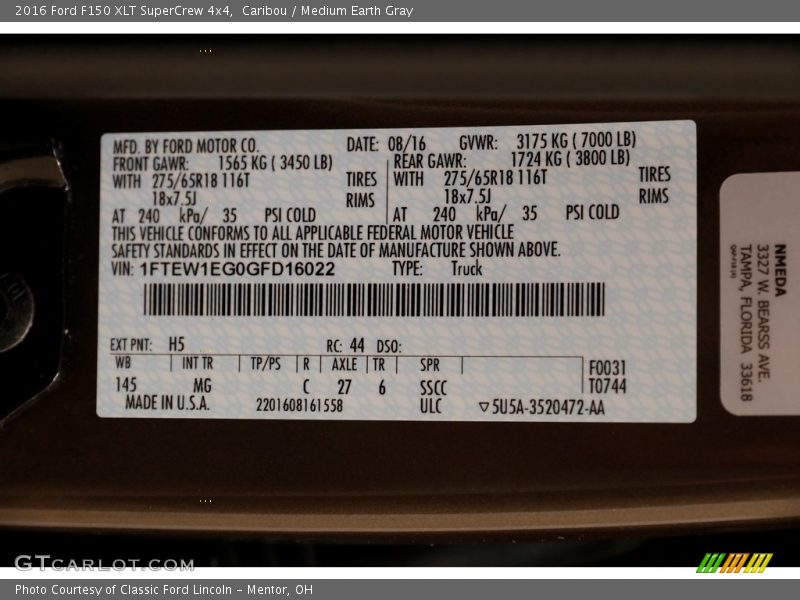 2016 Ford F150 XLT SuperCrew 4x4, Caribou / Medium Earth Gray
MFD. BY FORD MOTOR CO. DATE: 08/16 GVWR: 3175 KG ( 7000 LB)
FRONT GAWR: 1565 KG ( 3450 LB) REAR GAWR: 1724 KG ( 3800 LB)
WITH 275/65R18 116T TIRES WITH 275/65R18 116T TIRES
18x7.5J RIMS 18x7.5J RIMS
AT 240 kPa/ 35 PSI COLD AT 240 kPa/ 35 PSI COLD
THIS VEHICLE CONFORMS TO ALL APPLICABLE FEDERAL MOTOR VEHICLE
SAFETY STANDARDS IN EFFECT ON THE DATE OF MANUFACTURE SHOWN ABOVE.
VIN: 1FTEW1EG0GFD16022 TYPE: Truck
EXT PNT: H5 RC: 44 DSO:
WB INT TR TP/PS R AXLE TR SPR F0031
145 MG C 27 6 SSCC T0744
MADE IN U.S.A. 2201608161558 ULC ▽5U5A-3520472-AA
NMEDA
3327 W. BEARSS AVE.
TAMPA, FLORIDA 33618
GTCARLOT.COM
Photo Courtesy of Classic Ford Lincoln – Mentor, OH